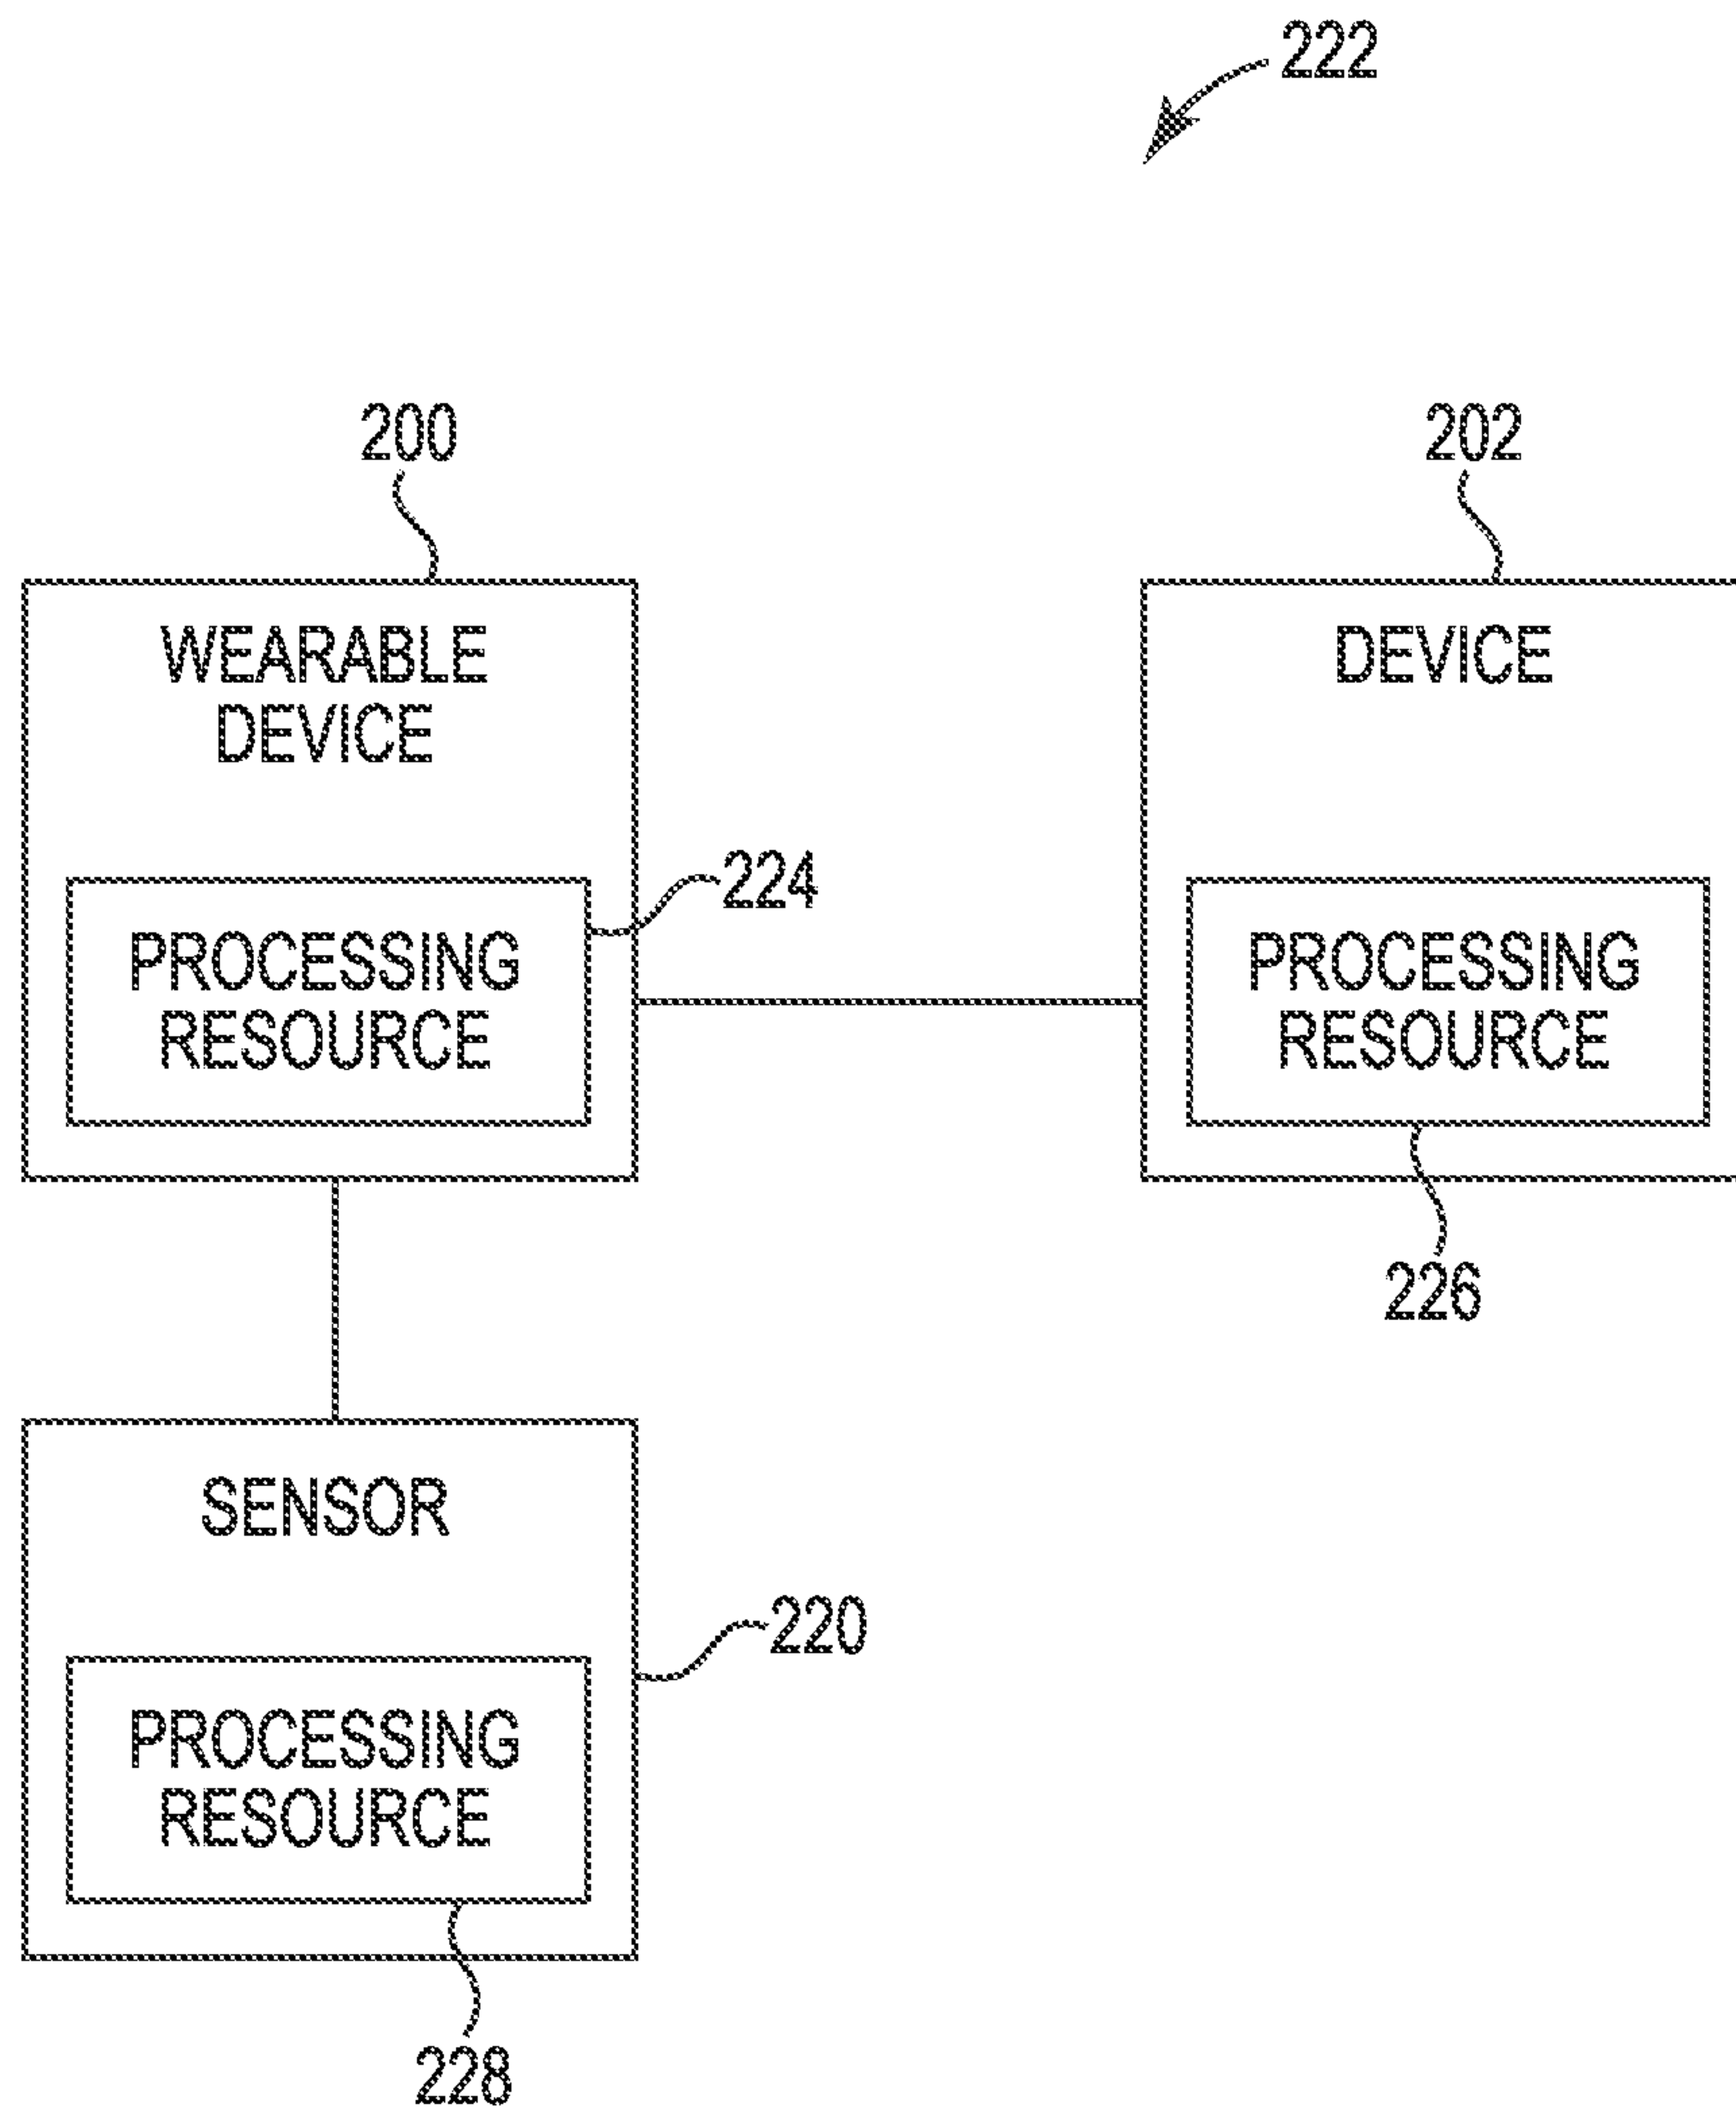 222
200
202
WEARABLE
DEVICE
DEVICE
224
PROCESSING
RESOURCE
PROCESSING
RESOURCE
226
SENSOR
220
PROCESSING
RESOURCE
228